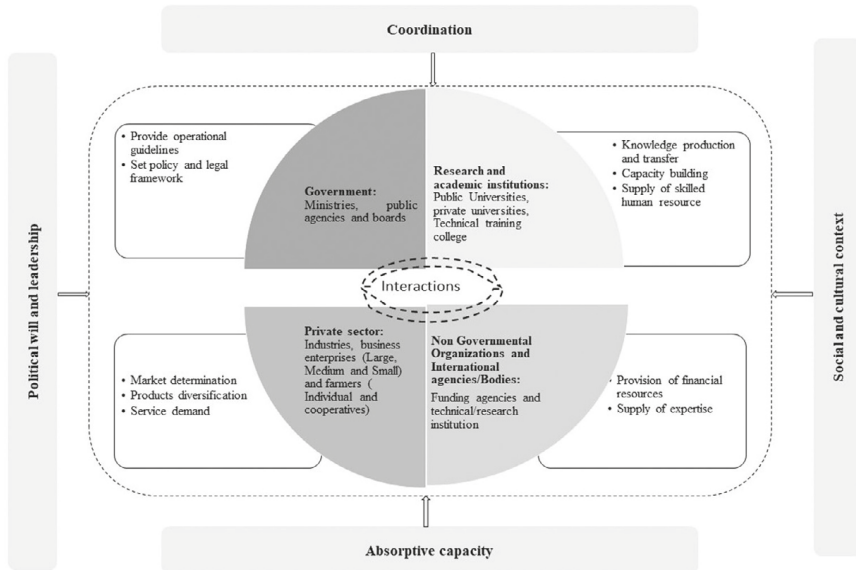 Coordination
Political will and leadership
• Provide operational
guidelines
• Set policy and legal
framework
Government:
Ministries, public
agencies and boards
Research and
academic institutions:
Public Universities,
private universities,
Technical training
college
• Knowledge production
and transfer
• Capacity building
• Supply of skilled
human resource
Interactions
• Market determination
• Products diversification
• Service demand
Private sector:
Industries, business
enterprises (Large,
Medium and Small)
and farmers (
Individual and
cooperatives)
Non Governmental
Organizations and
International
agencies/Bodies:
Funding agencies and
technical/research
institution
• Provision of financial
resources
• Supply of expertise
Social and cultural context
Absorptive capacity